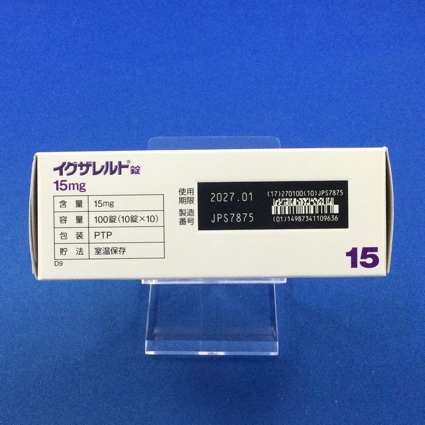 イグザレルト®錠
15mg
含量 15mg
容量 100錠(10錠×10)
包装 PTP
貯法 室温保存
D9
使用期限 2027.01
製造番号 JPS7875
(17)270100(10)JPS7875
(01)14987341109636
15